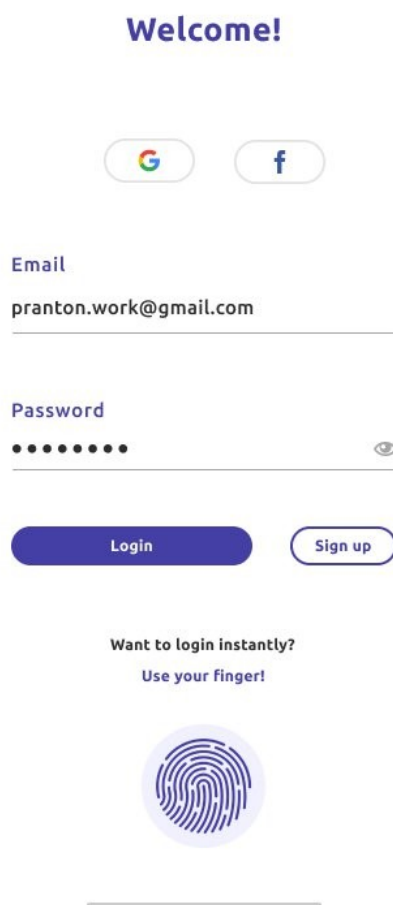 Welcome!
Email
pranton.work@gmail.com
Password
••••••••
Login
Sign up
Want to login instantly?
Use your finger!